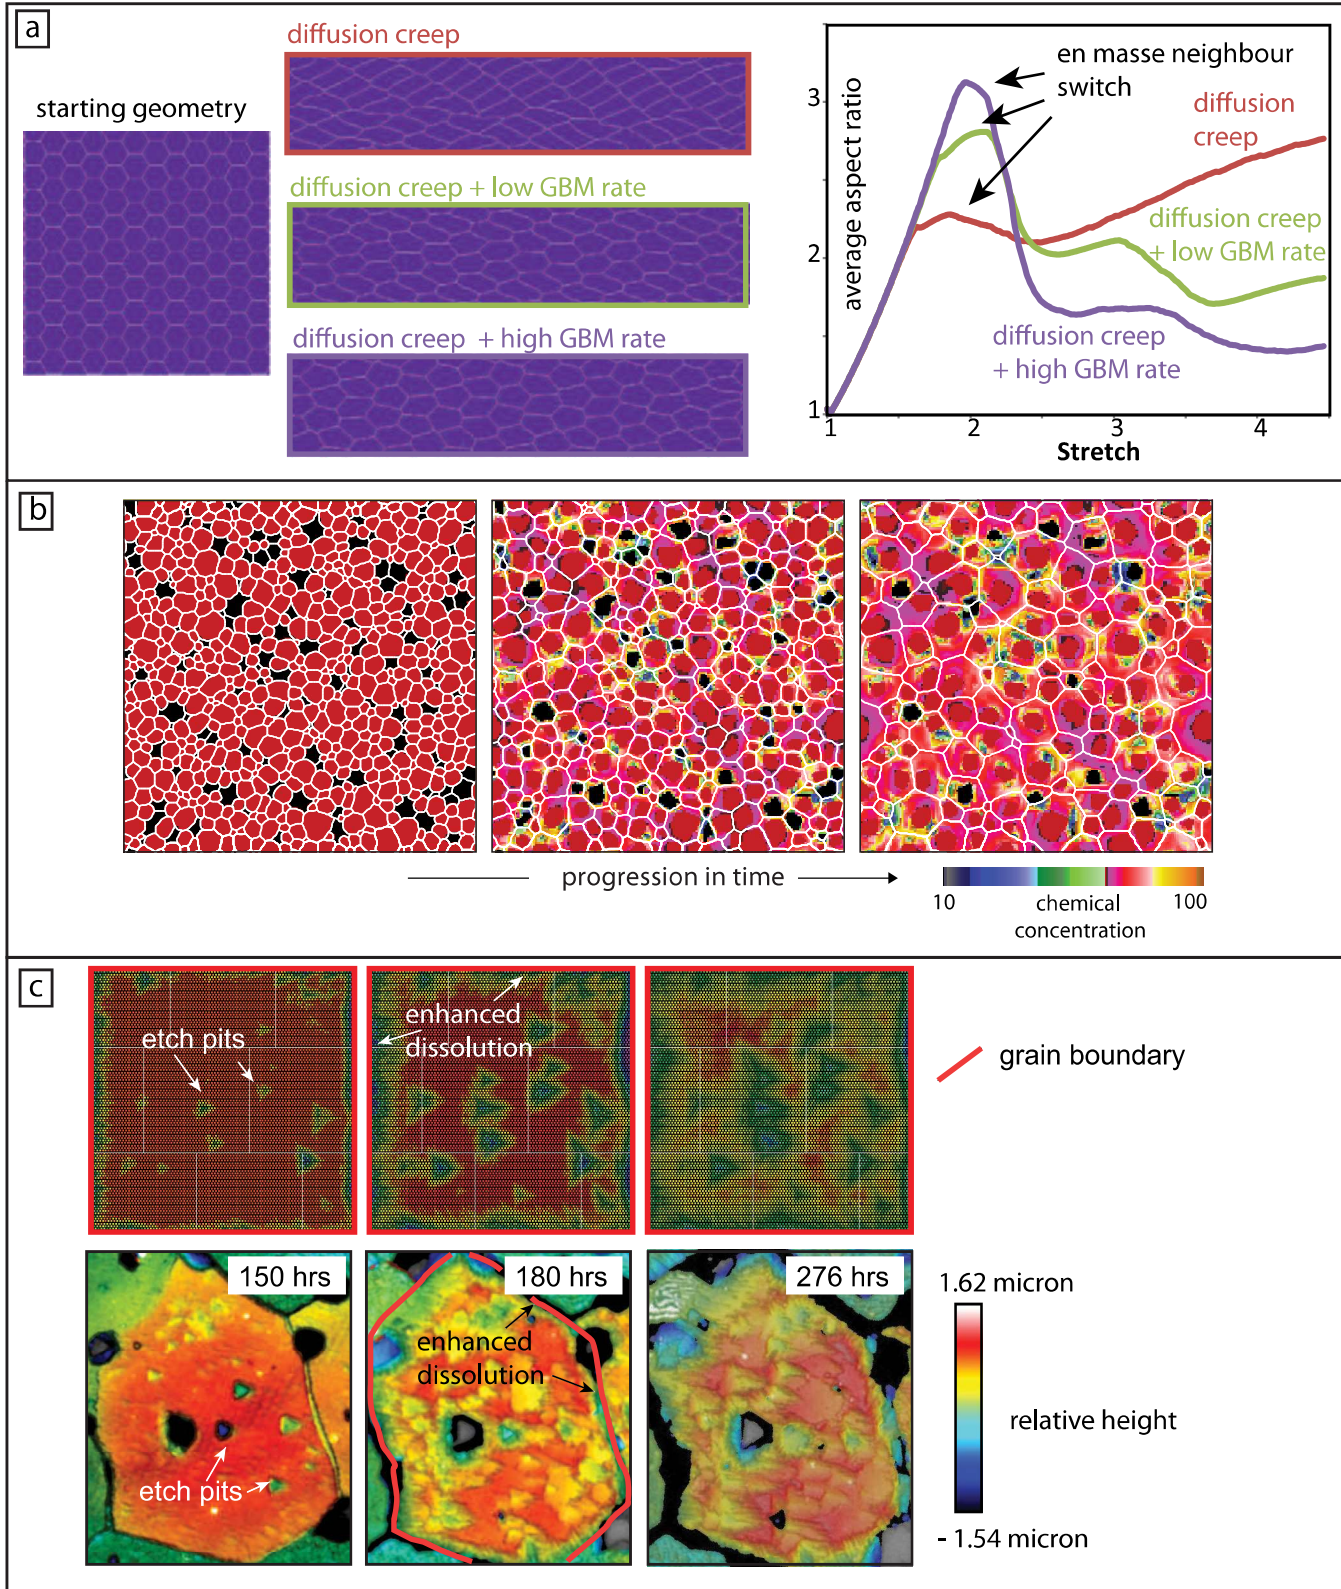 a
starting geometry
diffusion creep
diffusion creep + low GBM rate
diffusion creep + high GBM rate
average aspect ratio
3
2
1
en masse neighbour
switch
diffusion
creep
diffusion creep
+ low GBM rate
diffusion creep
+ high GBM rate
1
2
3
4
Stretch
b
progression in time
10
chemical
concentration
100
c
etch pits
enhanced
dissolution
grain boundary
150 hrs
etch pits
180 hrs
enhanced
dissolution
276 hrs
1.62 micron
relative height
- 1.54 micron